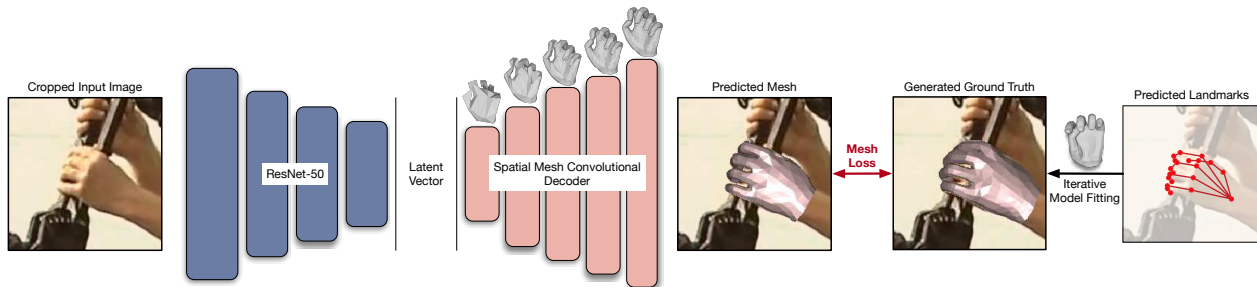 Cropped Input Image
ResNet-50
Latent
Vector
Spatial Mesh Convolutional
Decoder
Predicted Mesh
Mesh
Loss
Generated Ground Truth
Iterative
Model Fitting
Predicted Landmarks